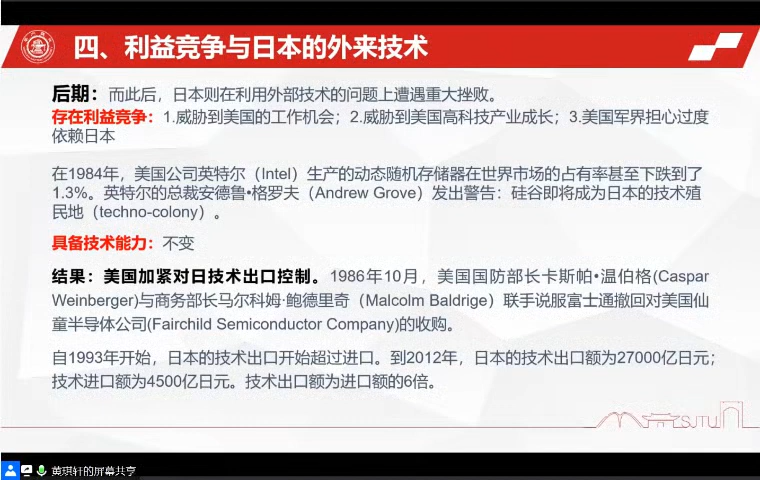 四、利益竞争与日本的外来技术
后期：而此后，日本则在利用外部技术的问题上遭遇重大挫败。
存在利益竞争：1.威胁到美国的工作机会；2.威胁到美国高科技产业成长；3.美国军界担心过度
依赖日本
在1984年，美国公司英特尔（Intel）生产的动态随机存储器在世界市场的占有率甚至下跌到了
1.3%。英特尔的总裁安德鲁•格罗夫（Andrew Grove）发出警告：硅谷即将成为日本的技术殖
民地（techno-colony）。
具备技术能力：不变
结果：美国加紧对日技术出口控制。1986年10月，美国国防部长卡斯帕•温伯格(Caspar
Weinberger)与商务部长马尔科姆·鲍德里奇（Malcolm Baldrige）联手说服富士通撤回对美国仙
童半导体公司(Fairchild Semiconductor Company)的收购。
自1993年开始，日本的技术出口开始超过进口。到2012年，日本的技术出口额为27000亿日元；
技术进口额为4500亿日元。技术出口额为进口额的6倍。
SJTU
黄琪轩的屏幕共享